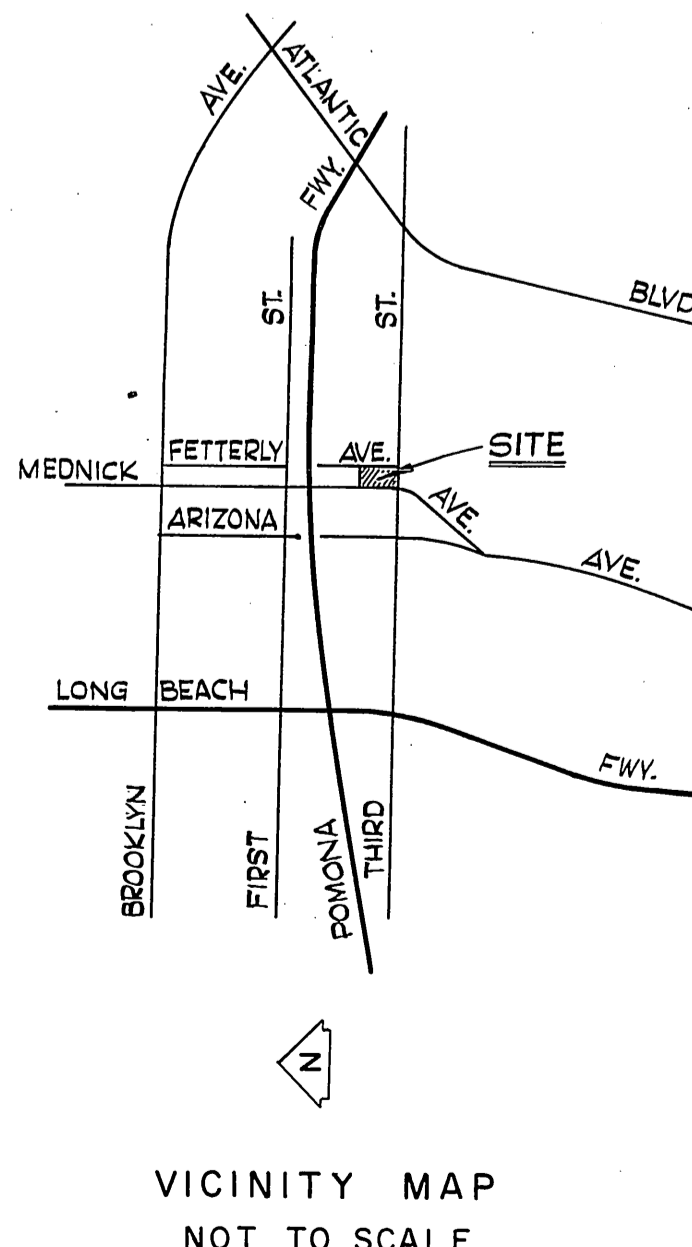 AVE.
ATLANTIC
FWY.
ST.
ST.
BLVD
FETTERLY
AVE.
SITE
MEDNICK
AVE.
ARIZONA
AVE.
LONG BEACH
FWY.
BROOKLYN
FIRST
POMONA
THIRD
N
VICINITY MAP
NOT TO SCALE